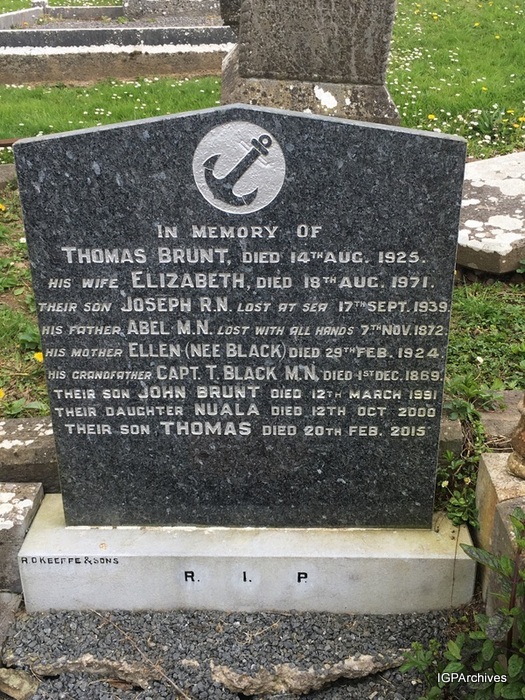 IN MEMORY OF
THOMAS BRUNT, DIED 14TH AUG. 1925.
HIS WIFE, ELIZABETH, DIED 18TH AUG. 1971.
THEIR SON JOSEPH R.N. LOST AT SEA 17TH SEPT. 1939.
HIS FATHER, ABEL M.N. LOST WITH ALL HANDS 7TH NOV. 1872.
HIS MOTHER ELLEN (NEE BLACK) DIED 29TH FEB. 1924.
HIS GRANDFATHER, CAPT. T. BLACK M.N. DIED 1ST DEC. 1869.
THEIR SON JOHN BRUNT DIED 12TH MARCH 1991
THEIR DAUGHTER NUALA DIED 12TH OCT 2000
THEIR SON, THOMAS DIED 20TH FEB. 2015
R. O'KEEFFE & SONS
R. I. P.
IGPArchives